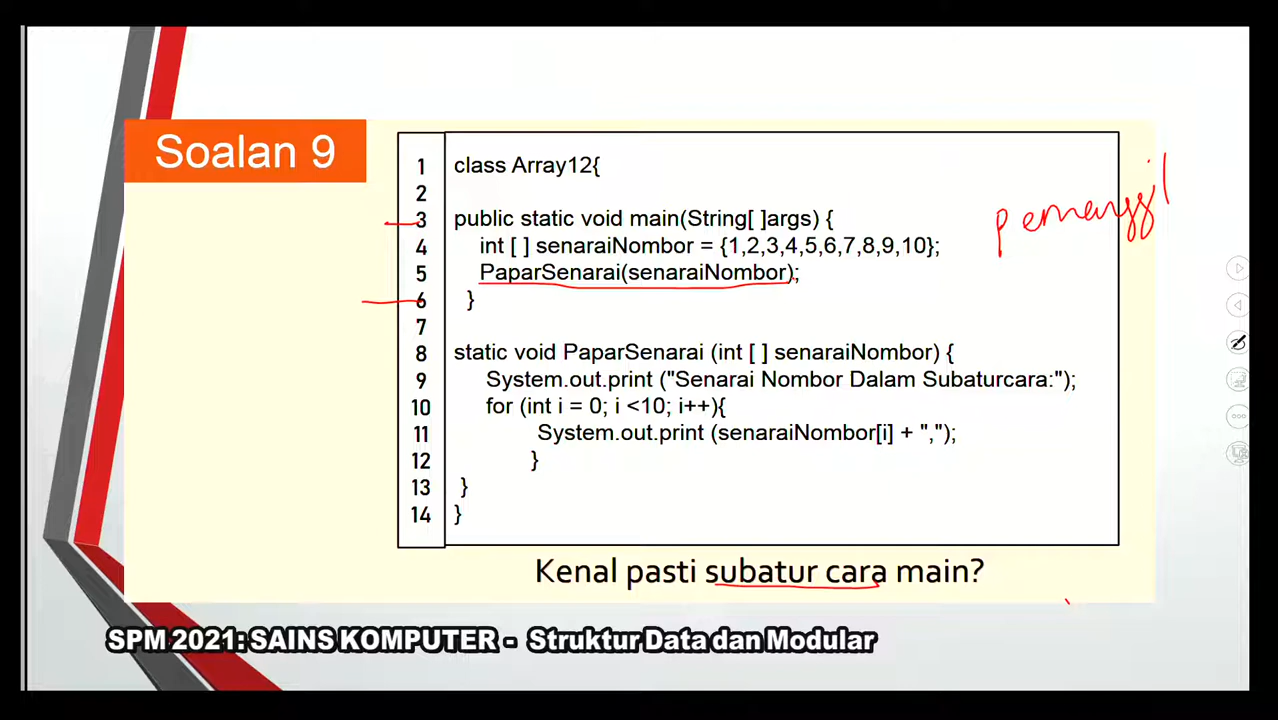 Soalan 9
1 class Array12{
2
3 public static void main(String[ ]args) {
4 int [ ] senaraiNombor = {1,2,3,4,5,6,7,8,9,10};
5 PaparSenarai(senaraiNombor);
6 }
7
8 static void PaparSenarai (int [ ] senaraiNombor) {
9 System.out.print ("Senarai Nombor Dalam Subaturcara:");
10 for (int i = 0; i <10; i++){
11 System.out.print (senaraiNombor[i] + ",");
12 }
13 }
14 }
pemanggil
Kenal pasti subatur cara main?
SPM 2021: SAINS KOMPUTER - Struktur Data dan Modular